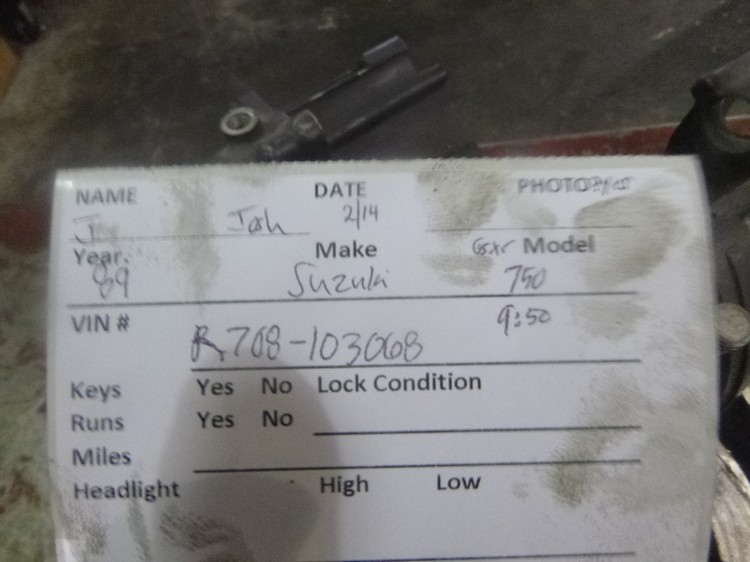 NAME DATE PHOTO
J Josh 2/14
Year. Make Gsxr Model
89 Suzuki 750
VIN # 9:50
R708-103068
Keys Yes No Lock Condition
Runs Yes No
Miles
Headlight High Low